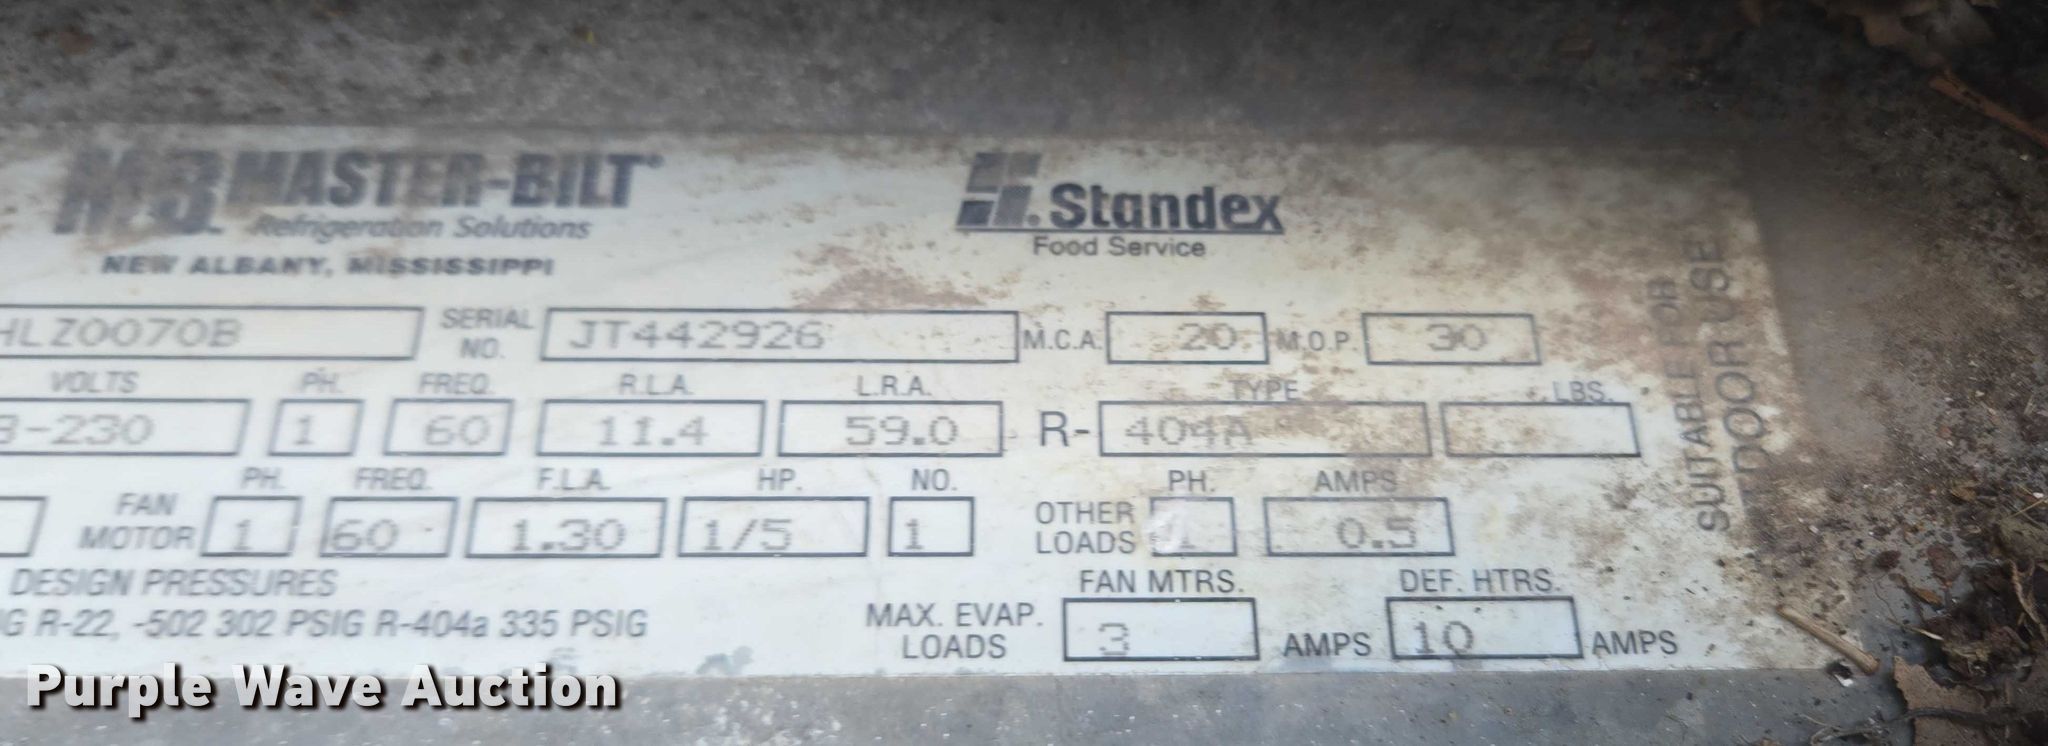 MB. MASTER-BILT®
Refrigeration Solutions
NEW ALBANY, MISSISSIPPI
Standex
Food Service
HLZ0070B SERIAL NO. JT442926 M.C.A. 20. M.O.P. 30
VOLTS PH. FREQ. R.L.A. L.R.A. TYPE LBS.
8-230 1 60 11.4 59.0 R- 404A
PH. FREQ. F.L.A. HP. NO. PH. AMPS
FAN MOTOR 1 60 1.30 1/5 1 OTHER LOADS 1 0.5
DESIGN PRESSURES FAN MTRS. DEF. HTRS.
G R-22, -502 302 PSIG R-404a 335 PSIG MAX. EVAP. LOADS 3 AMPS 10 AMPS
SUITABLE FOR
DOOR USE
Purple Wave Auction